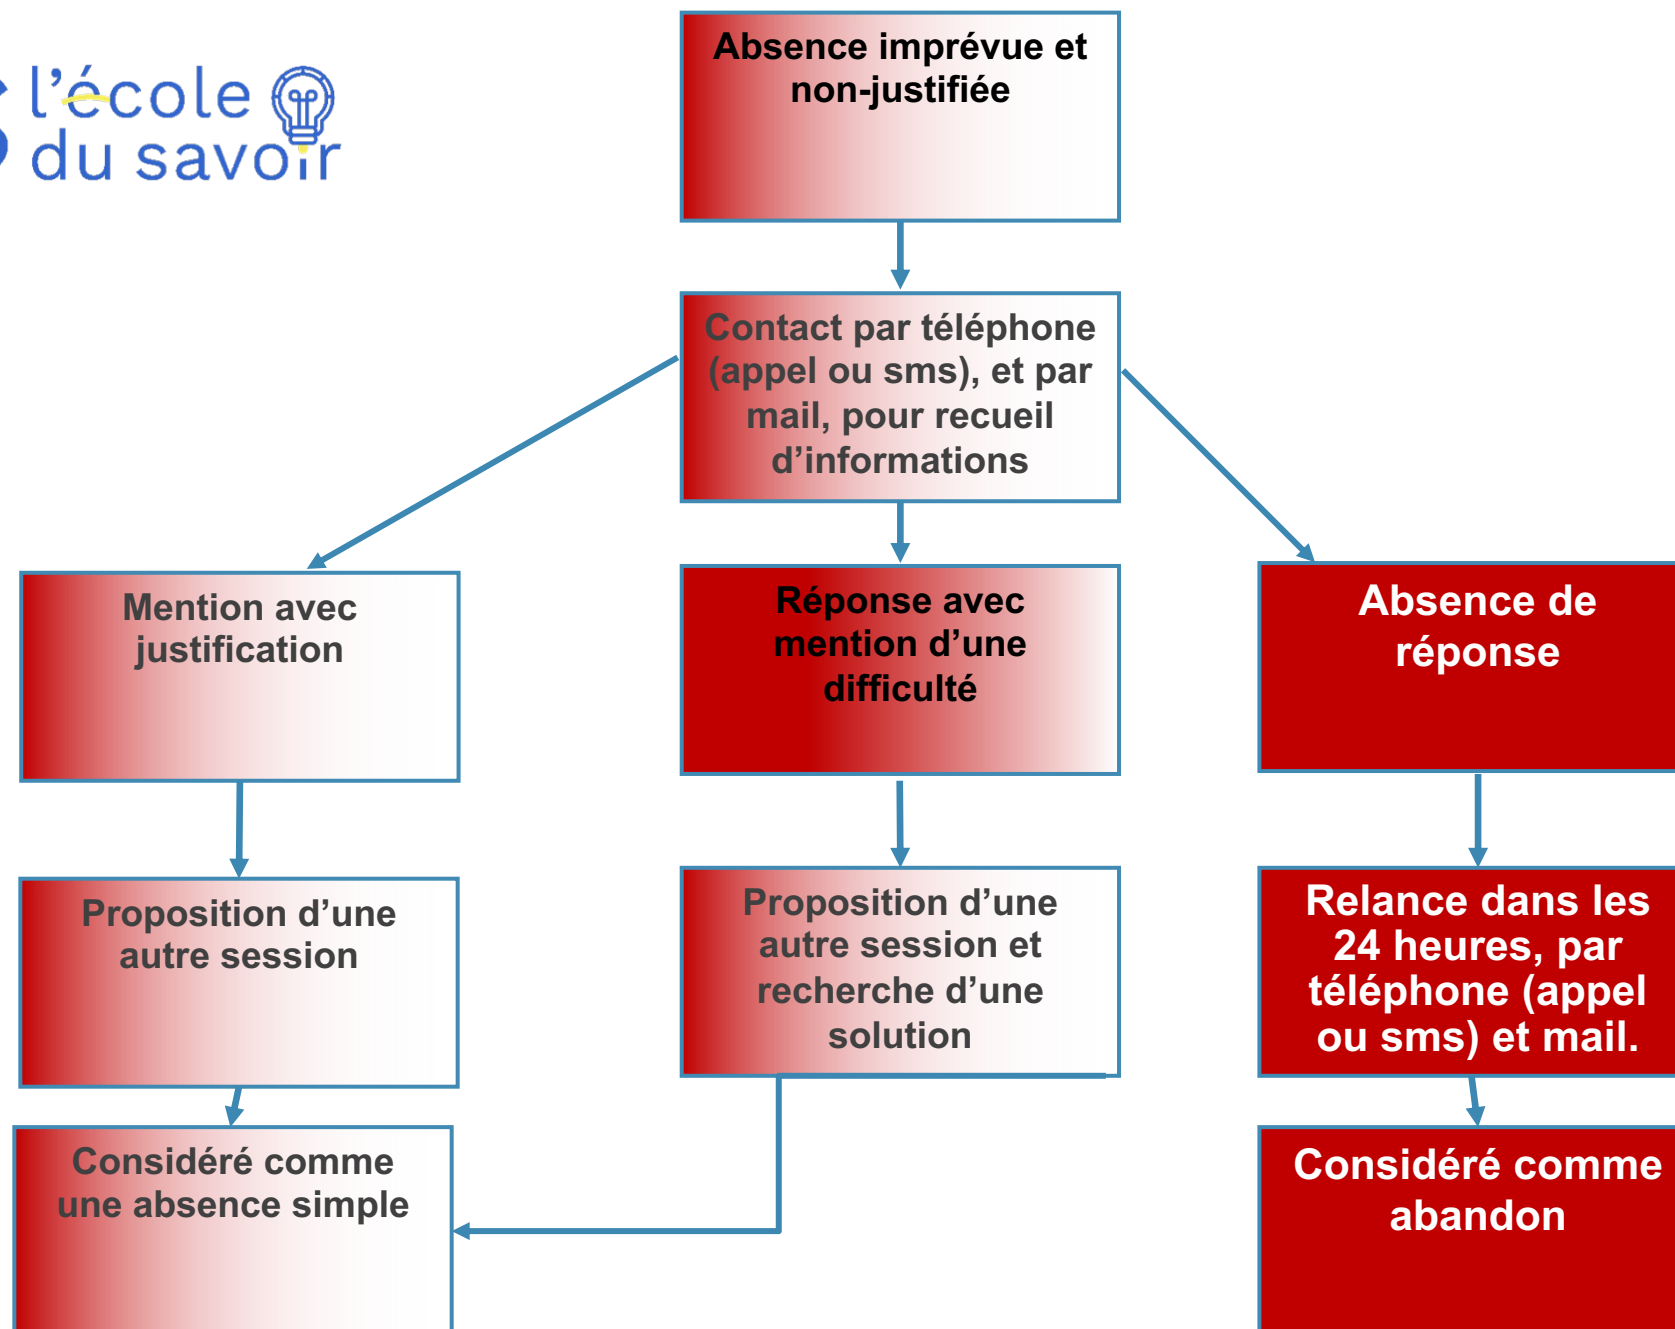 l'école
du savoir
Absence imprévue et
non-justifiée
Contact par téléphone
(appel ou sms), et par
mail, pour recueil
d’informations
Mention avec
justification
Réponse avec
mention d’une
difficulté
Absence de
réponse
Proposition d’une
autre session
Proposition d’une
autre session et
recherche d’une
solution
Relance dans les
24 heures, par
téléphone (appel
ou sms) et mail.
Considéré comme
une absence simple
Considéré comme
abandon